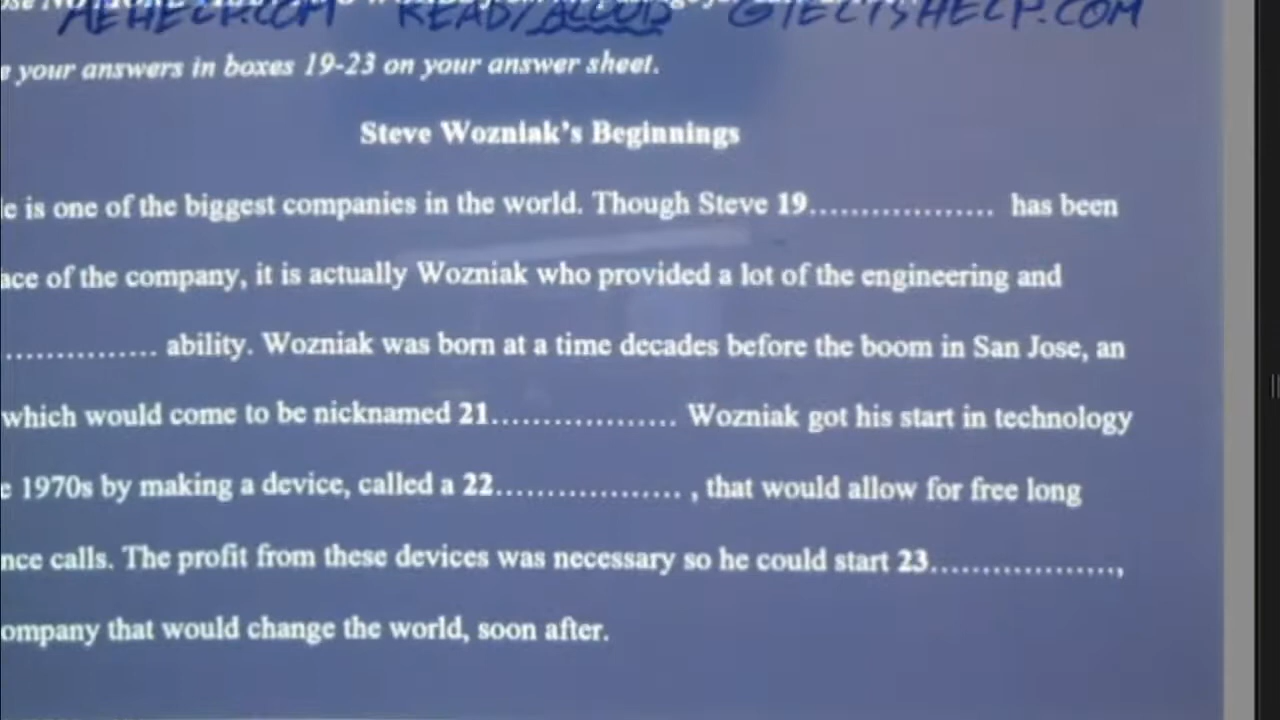 AEHELP.COM READ/ GIELTSHELP.COM
your answers in boxes 19-23 on your answer sheet.
Steve Wozniak's Beginnings
e is one of the biggest companies in the world. Though Steve 19.................. has been
ace of the company, it is actually Wozniak who provided a lot of the engineering and
............... ability. Wozniak was born at a time decades before the boom in San Jose, an
which would come to be nicknamed 21.................. Wozniak got his start in technology
e 1970s by making a device, called a 22.................. , that would allow for free long
nce calls. The profit from these devices was necessary so he could start 23..................,
ompany that would change the world, soon after.